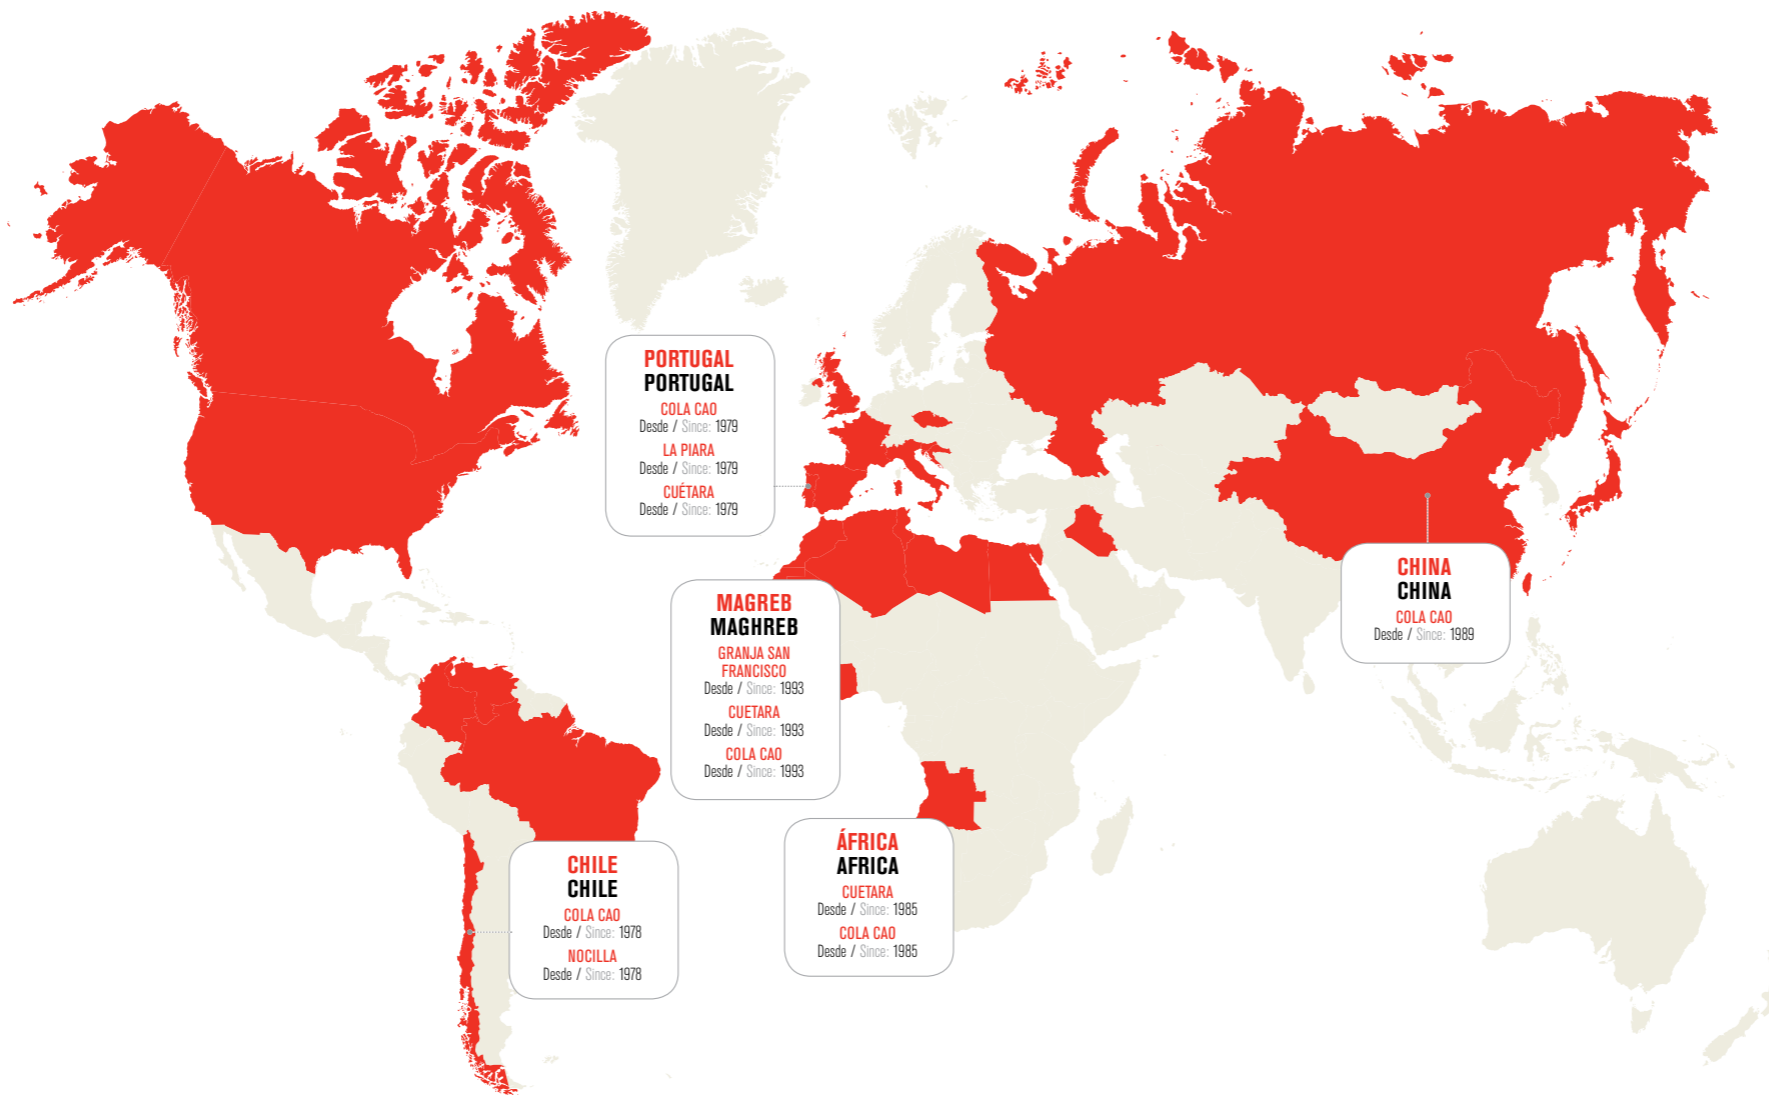 PORTUGAL
PORTUGAL
COLA CAO
Desde / Since: 1979
LA PIARA
Desde / Since: 1979
CUÉTARA
Desde / Since: 1979
MAGREB
MAGHREB
GRANJA SAN
FRANCISCO
Desde / Since: 1993
CUETARA
Desde / Since: 1993
COLA CAO
Desde / Since: 1993
CHINA
CHINA
COLA CAO
Desde / Since: 1989
CHILE
CHILE
COLA CAO
Desde / Since: 1978
NOCILLA
Desde / Since: 1978
ÁFRICA
AFRICA
CUETARA
Desde / Since: 1985
COLA CAO
Desde / Since: 1985